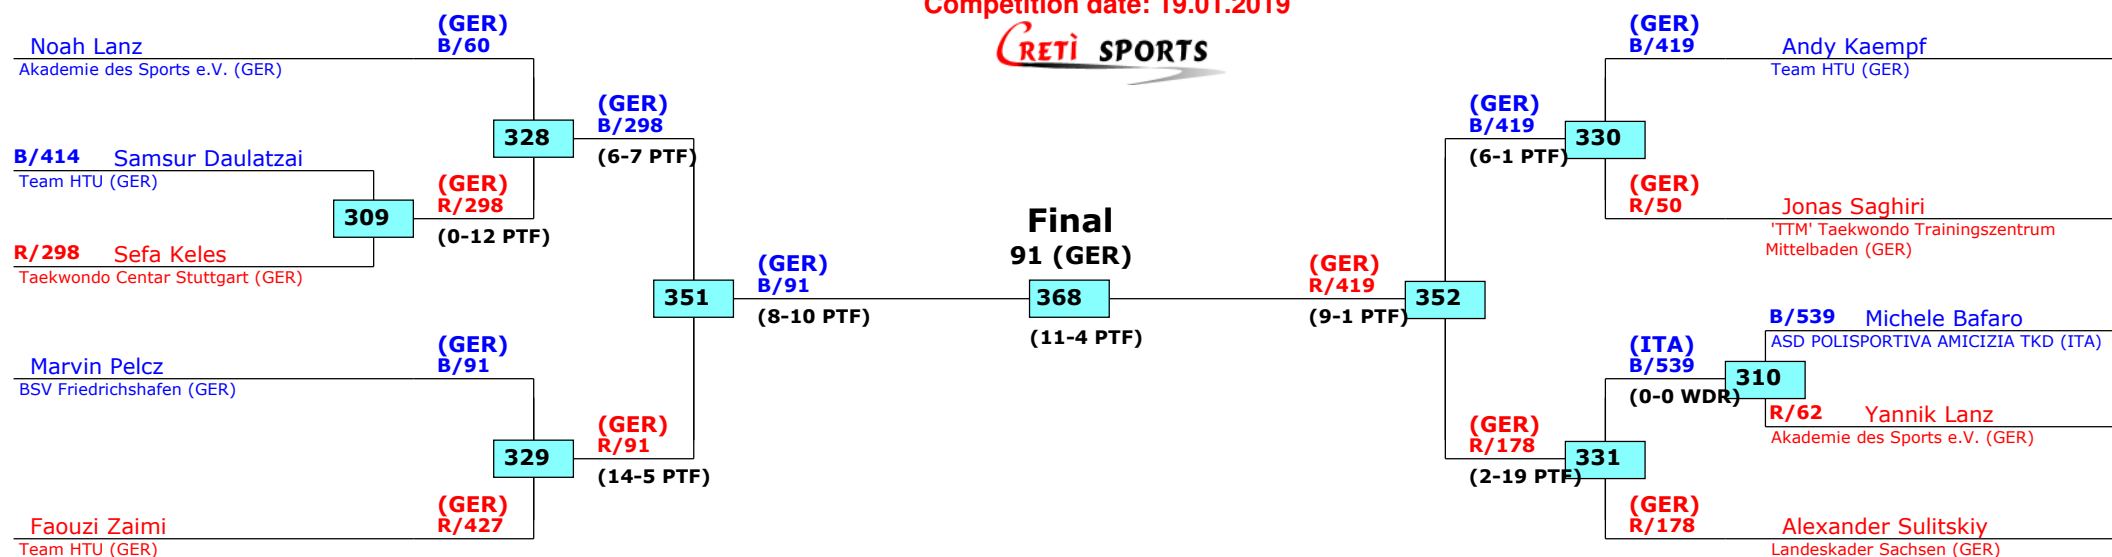 Competition date: 19.01.2019
CRETÌ SPORTS
(GER)
B/60
Noah Lanz
Akademie des Sports e.V. (GER)
328
(GER)
B/298
(6-7 PTF)
B/414 Samsur Daulatzai
Team HTU (GER)
309
(GER)
R/298
(0-12 PTF)
R/298 Sefa Keles
Taekwondo Centar Stuttgart (GER)
351
(GER)
B/91
(8-10 PTF)
(GER)
B/91
Marvin Pelcz
BSV Friedrichshafen (GER)
329
(GER)
R/91
(14-5 PTF)
(GER)
R/427
Faouzi Zaimi
Team HTU (GER)
Final
91 (GER)
368
(11-4 PTF)
(GER)
R/419
(9-1 PTF)
352
(GER)
B/419
(6-1 PTF)
330
(GER)
B/419
Andy Kaempf
Team HTU (GER)
(GER)
R/50
Jonas Saghiri
'TTM' Taekwondo Trainingszentrum
Mittelbaden (GER)
B/539 Michele Bafaro
ASD POLISPORTIVA AMICIZIA TKD (ITA)
(ITA)
B/539
310
(0-0 WDR)
R/62 Yannik Lanz
Akademie des Sports e.V. (GER)
(GER)
R/178
(2-19 PTF)
331
(GER)
R/178
Alexander Sulitskiy
Landeskader Sachsen (GER)